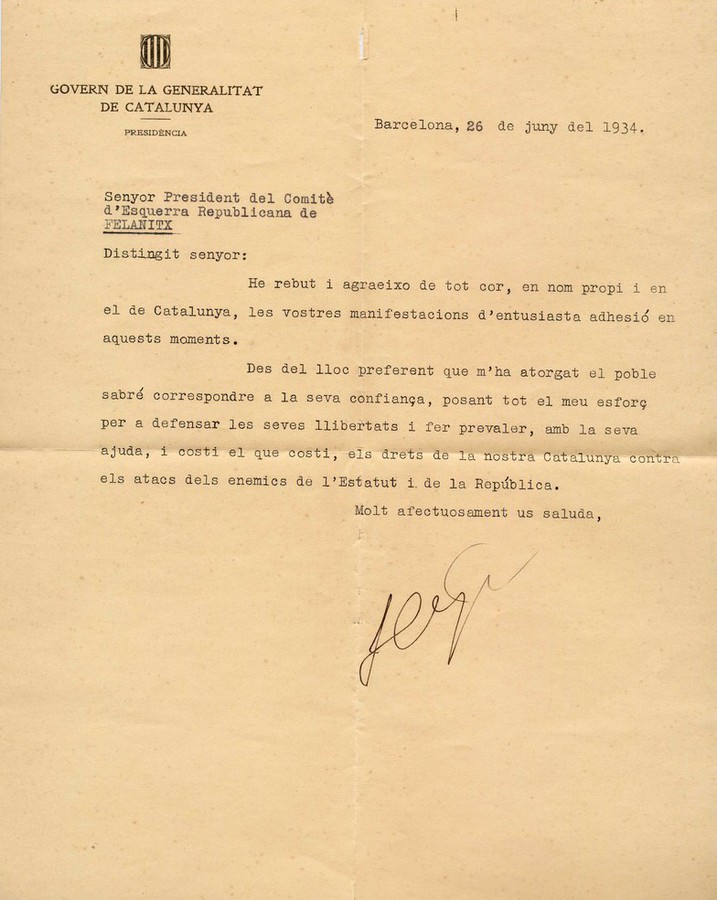 GOVERN DE LA GENERALITAT
DE CATALUNYA
PRESIDÈNCIA
Barcelona, 26 de juny del 1934.
Senyor President del Comitè
d'Esquerra Republicana de
FELANITX
Distingit senyor:
He rebut i agraeixo de tot cor, en nom propi i en
el de Catalunya, les vostres manifestacions d'entusiasta adhesió en
aquests moments.
Des del lloc preferent que m'ha atorgat el poble
sabré correspondre a la seva confiança, posant tot el meu esforç
per a defensar les seves llibertats i fer prevaler, amb la seva
ajuda, i costi el que costi, els drets de la nostra Catalunya contra
els atacs dels enemics de l'Estatut i de la República.
Molt afectuosament us saluda,